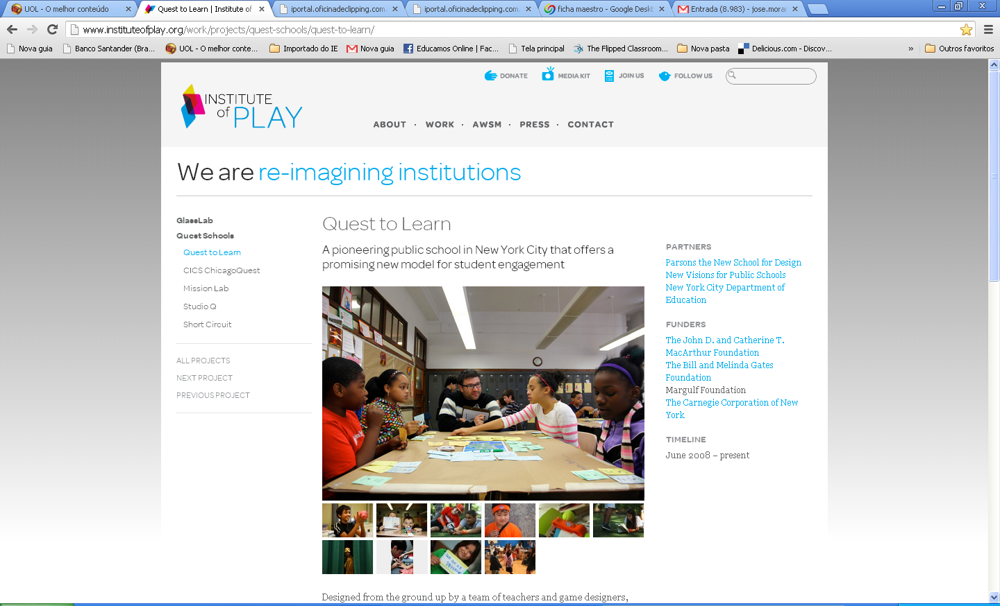 UOL - O melhor conteúdo
Quest to Learn | Institute of
iportal.oficinadeclipping.com.
iportal.oficinadeclipping.com.
ficha maestro - Google Deskt
Entrada (8.983) - jose.mora
www.instituteofplay.org/work/projects/quest-schools/quest-to-learn/
Nova guia
Banco Santander (Bra...
UOL - O melhor conte...
Importado do IE
Nova guia
Educamos Online | Fac...
Tela principal
The Flipped Classroom...
Nova pasta
Delicious.com - Discov...
»
Outros favoritos
DONATE
MEDIA KIT
JOIN US
FOLLOW US
INSTITUTE
of PLAY
ABOUT · WORK · AWSM · PRESS · CONTACT
We are re-imagining institutions
GlassLab
Quest Schools
Quest to Learn
CICS ChicagoQuest
Mission Lab
Studio Q
Short Circuit
ALL PROJECTS
NEXT PROJECT
PREVIOUS PROJECT
Quest to Learn
A pioneering public school in New York City that offers a
promising new model for student engagement
Designed from the ground up by a team of teachers and game designers,
PARTNERS
Parsons the New School for Design
New Visions for Public Schools
New York City Department of
Education
FUNDERS
The John D. and Catherine T.
MacArthur Foundation
The Bill and Melinda Gates
Foundation
Margulf Foundation
The Carnegie Corporation of New
York
TIMELINE
June 2008 – present